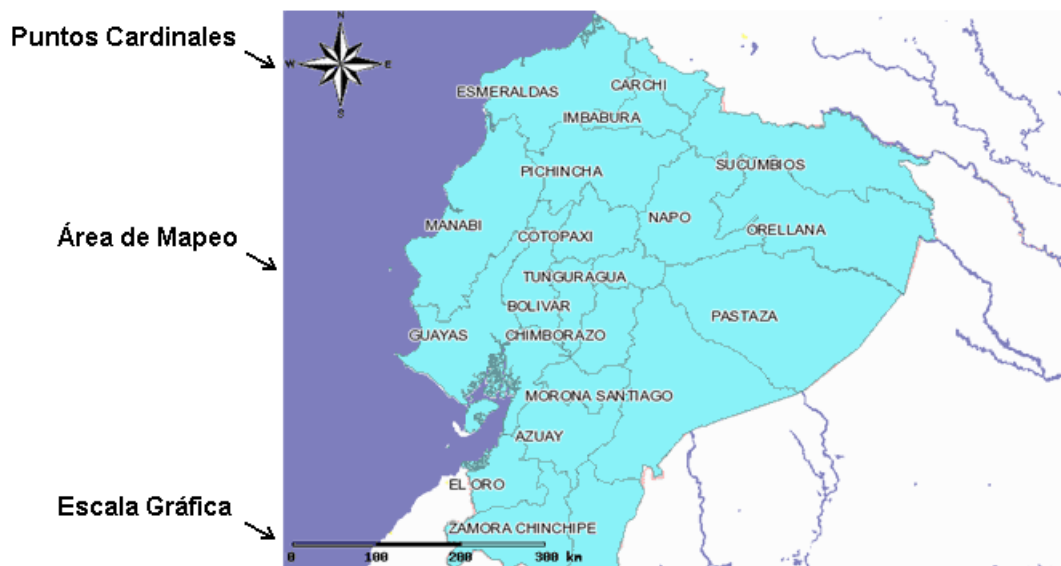 Puntos Cardinales
N
W
E
S
CARCHI
ESMERALDAS
IMBABURA
PICHINCHA
SUCUMBIOS
Área de Mapeo
MANABI
NAPO
COTOPAXI
ORELLANA
TUNGURAGUA
BOLIVAR
PASTAZA
GUAYAS
CHIMBORAZO
MORONA SANTIAGO
AZUAY
EL ORO
Escala Gráfica
ZAMORA CHINCHIPE
0 100 200 300 km